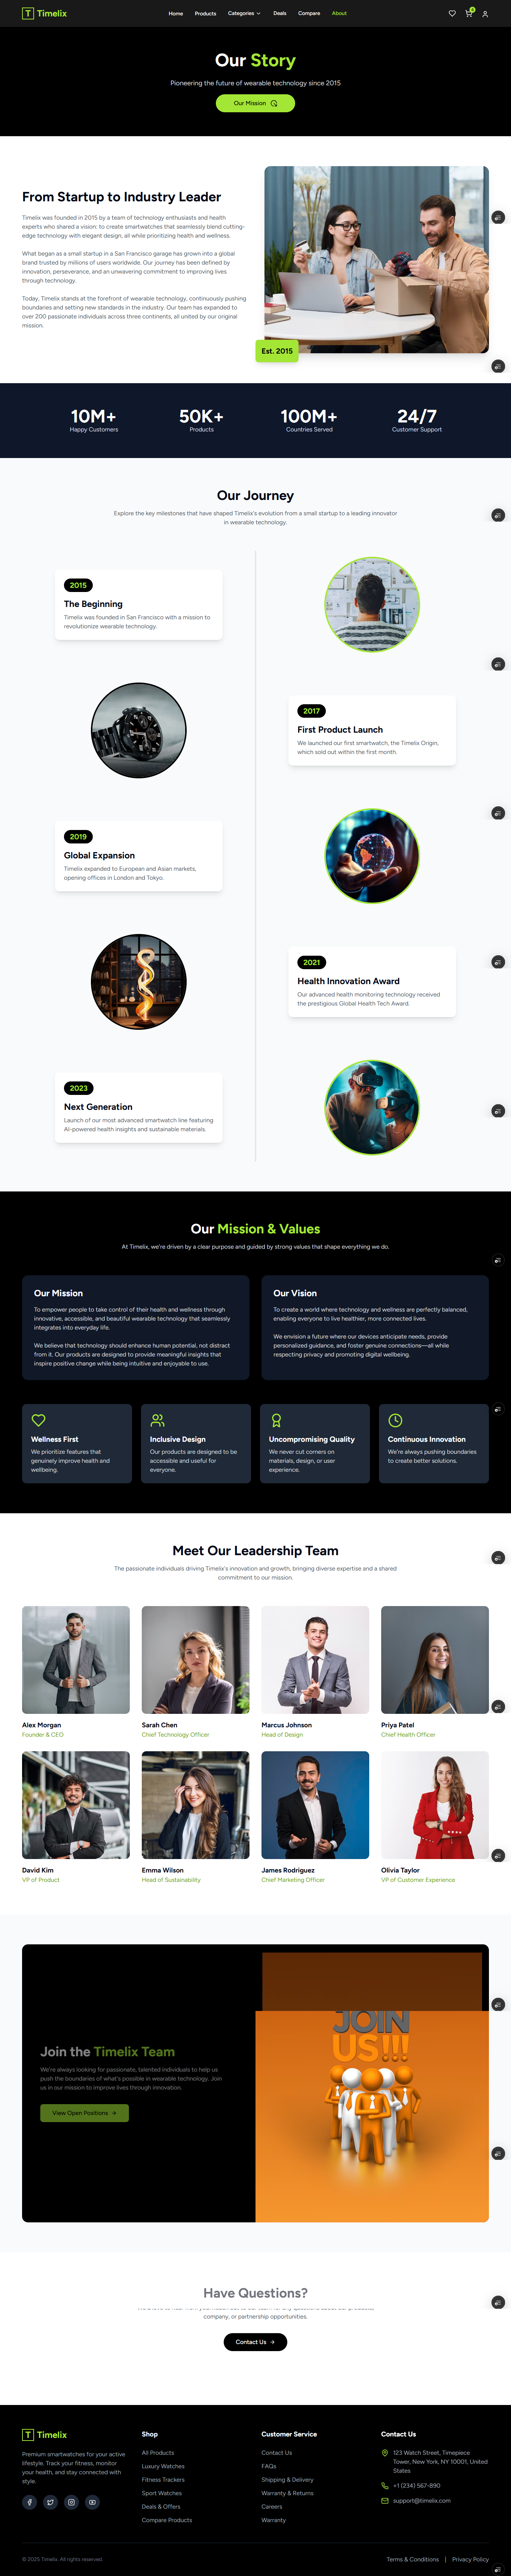 T Timelix
Home Products Categories Deals Compare About
Our Story
Pioneering the future of wearable technology since 2015
Our Mission
From Startup to Industry Leader
Timelix was founded in 2015 by a team of technology enthusiasts and health
experts who shared a vision: to create smartwatches that seamlessly blend cutting-
edge technology with elegant design, all while prioritizing health and wellness.
What began as a small startup in a San Francisco garage has grown into a global
brand trusted by millions of users worldwide. Our journey has been defined by
innovation, perseverance, and an unwavering commitment to improving lives
through technology.
Today, Timelix stands at the forefront of wearable technology, continuously pushing
boundaries and setting new standards in the industry. Our team has expanded to
over 200 passionate individuals across three continents, all united by our original
mission.
Est. 2015
10M+ 50K+ 100M+ 24/7
Happy Customers Products Countries Served Customer Support
Our Journey
Explore the key milestones that have shaped Timelix's evolution from a small startup to a leading innovator
in wearable technology.
2015
The Beginning
Timelix was founded in San Francisco with a mission to
revolutionize wearable technology.
2017
First Product Launch
We launched our first smartwatch, the Timelix Origin,
which sold out within the first month.
2019
Global Expansion
Timelix expanded to European and Asian markets,
opening offices in London and Tokyo.
2021
Health Innovation Award
Our advanced health monitoring technology received
the prestigious Global Health Tech Award.
2023
Next Generation
Launch of our most advanced smartwatch line featuring
AI-powered health insights and sustainable materials.
Our Mission & Values
At Timelix, we're driven by a clear purpose and guided by strong values that shape everything we do.
Our Mission
To empower people to take control of their health and wellness through
innovative, accessible, and beautiful wearable technology that seamlessly
integrates into everyday life.
We believe that technology should enhance human potential, not distract
from it. Our products are designed to provide meaningful insights that
inspire positive change while being intuitive and enjoyable to use.
Our Vision
To create a world where technology and wellness are perfectly balanced,
enabling everyone to live healthier, more connected lives.
We envision a future where our devices anticipate needs, provide
personalized guidance, and foster genuine connections—all while
respecting privacy and promoting digital wellbeing.
Wellness First
We prioritize features that
genuinely improve health and
wellbeing.
Inclusive Design
Our products are designed to be
accessible and useful for
everyone.
Uncompromising Quality
We never cut corners on
materials, design, or user
experience.
Continuous Innovation
We're always pushing boundaries
to create better solutions.
Meet Our Leadership Team
The passionate individuals driving Timelix's innovation and growth, bringing diverse expertise and a shared
commitment to our mission.
Alex Morgan
Founder & CEO
Sarah Chen
Chief Technology Officer
Marcus Johnson
Head of Design
Priya Patel
Chief Health Officer
David Kim
VP of Product
Emma Wilson
Head of Sustainability
James Rodriguez
Chief Marketing Officer
Olivia Taylor
VP of Customer Experience
Join the Timelix Team
We're always looking for passionate, talented individuals to help us
push the boundaries of what's possible in wearable technology. Join
us in our mission to improve lives through innovation.
View Open Positions
JOIN
US!!!
Have Questions?
company, or partnership opportunities.
Contact Us
T Timelix
Premium smartwatches for your active
lifestyle. Track your fitness, monitor
your health, and stay connected with
style.
Shop
All Products
Luxury Watches
Fitness Trackers
Sport Watches
Deals & Offers
Compare Products
Customer Service
Contact Us
FAQs
Shipping & Delivery
Warranty & Returns
Careers
Warranty
Contact Us
123 Watch Street, Timepiece
Tower, New York, NY 10001, United
States
+1 (234) 567-890
support@timelix.com
© 2025 Timelix. All rights reserved.
Terms & Conditions | Privacy Policy